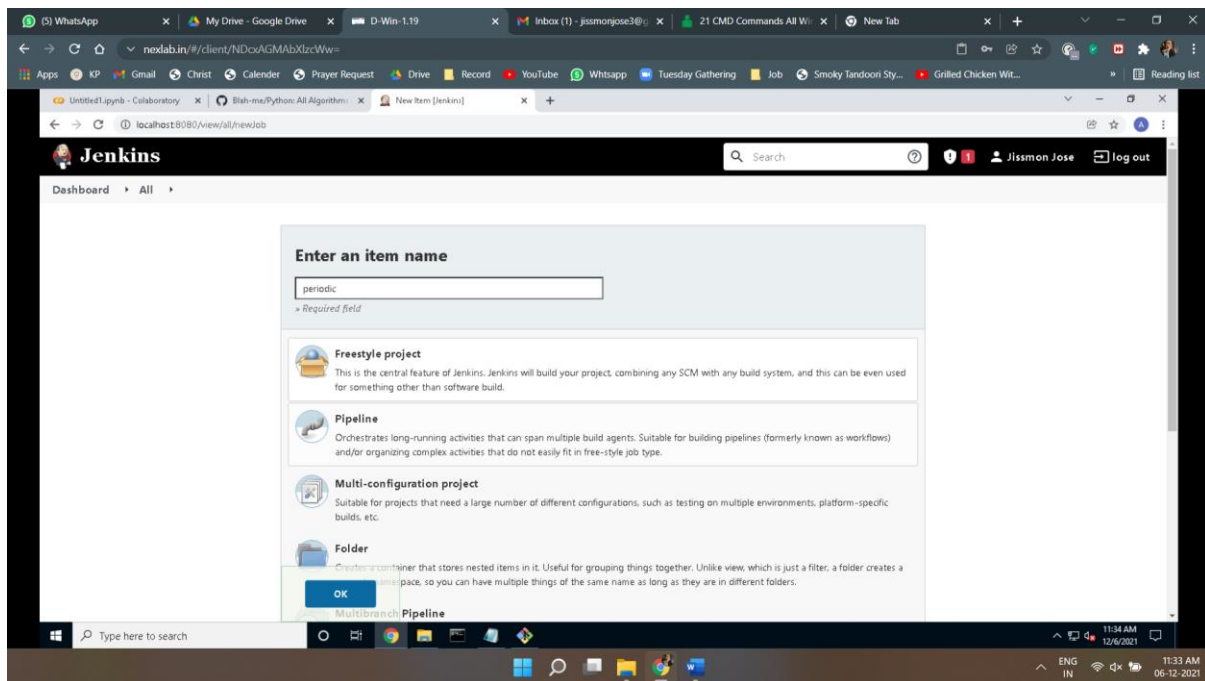 (5) WhatsApp
My Drive - Google Drive
D-Win-1.19
Inbox (1) - jissmonjose3@g
21 CMD Commands All Wi
New Tab
nexlab.in/#/client/NDcxAGMAbXlzcWw=
Apps KP Gmail Christ Calender Prayer Request Drive Record YouTube Whtsapp Tuesday Gathering Job Smoky Tandoori Sty... Grilled Chicken Wit... » Reading list
Untitled1.ipynb - Colaboratory
Blah-me/Python: All Algorithms
New Item [Jenkins]
localhost:8080/view/all/newJob
Jenkins
Search
1
Jissmon Jose
log out
Dashboard All
Enter an item name
periodic
» Required field
Freestyle project
This is the central feature of Jenkins. Jenkins will build your project, combining any SCM with any build system, and this can be even used
for something other than software build.
Pipeline
Orchestrates long-running activities that can span multiple build agents. Suitable for building pipelines (formerly known as workflows)
and/or organizing complex activities that do not easily fit in free-style job type.
Multi-configuration project
Suitable for projects that need a large number of different configurations, such as testing on multiple environments, platform-specific
builds, etc.
Folder
Creates a container that stores nested items in it. Useful for grouping things together. Unlike view, which is just a filter, a folder creates a
space, so you can have multiple things of the same name as long as they are in different folders.
OK
Multibranch Pipeline
Type here to search
11:34 AM
12/6/2021
ENG
IN
11:33 AM
06-12-2021